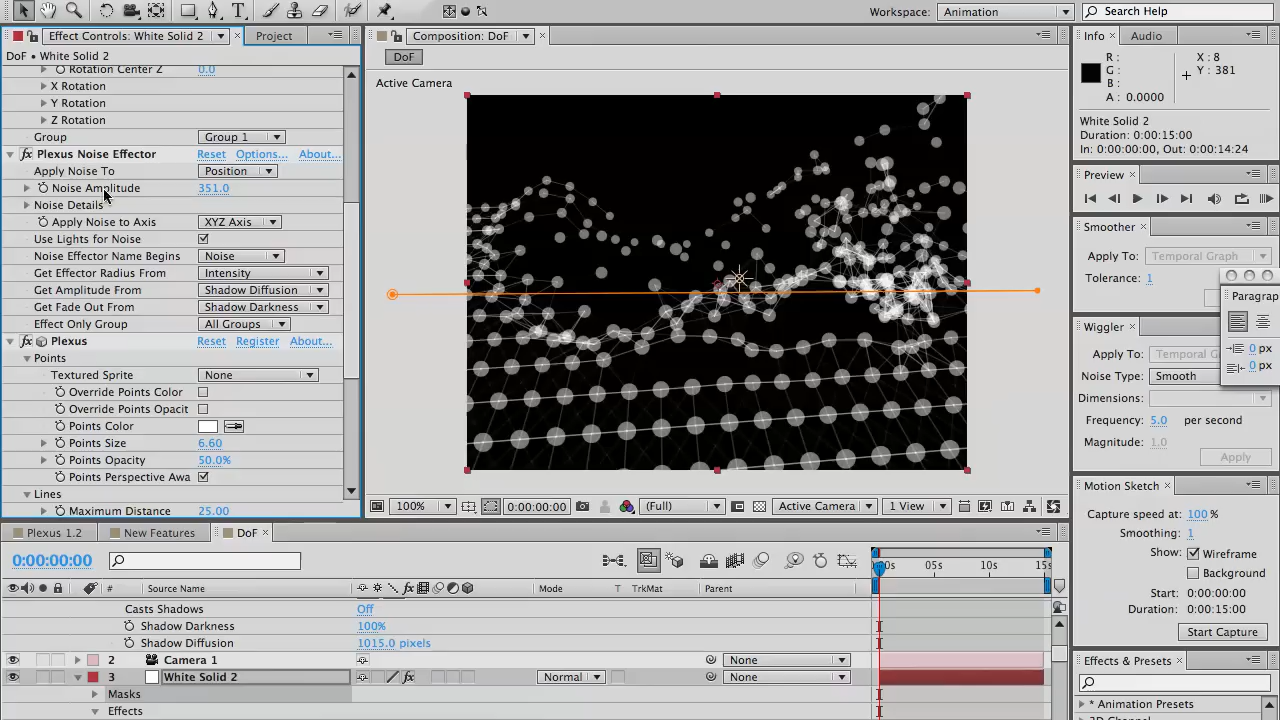 Workspace: Animation
Search Help
Effect Controls: White Solid 2
Project
DoF • White Solid 2
Rotation Center Z 0.0
X Rotation
Y Rotation
Z Rotation
Group Group 1
Plexus Noise Effector Reset Options... About...
Apply Noise To Position
Noise Amplitude 351.0
Noise Details
Apply Noise to Axis XYZ Axis
Use Lights for Noise
Noise Effector Name Begins Noise
Get Effector Radius From Intensity
Get Amplitude From Shadow Diffusion
Get Fade Out From Shadow Darkness
Effect Only Group All Groups
Plexus Reset Register About...
Points
Textured Sprite None
Override Points Color
Override Points Opacit
Points Color
Points Size 6.60
Points Opacity 50.0%
Points Perspective Awa
Lines
Maximum Distance 25.00
Composition: DoF
DoF
Active Camera
100% 0:00:00:00 (Full) Active Camera 1 View
Info Audio
R: X : 8
G: Y : 381
B:
A: 0.0000
White Solid 2
Duration: 0:00:15:00
In: 0:00:00:00, Out: 0:00:14:24
Preview
Smoother
Apply To: Temporal Graph
Tolerance: 1
Paragrap
0 px
0 px
Wiggler
Apply To: Temporal G
Noise Type: Smooth
Dimensions:
Frequency: 5.0 per second
Magnitude: 1.0
Apply
Motion Sketch
Capture speed at: 100 %
Smoothing: 1
Show: Wireframe
Background
Start: 0:00:00:00
Duration: 0:00:15:00
Start Capture
Effects & Presets
* Animation Presets
Plexus 1.2 New Features DoF
0:00:00:00
00s 05s 10s 15s
# Source Name Mode T TrkMat Parent
Casts Shadows Off
Shadow Darkness 100%
Shadow Diffusion 1015.0 pixels
2 Camera 1 None
3 White Solid 2 Normal None
Masks
Effects